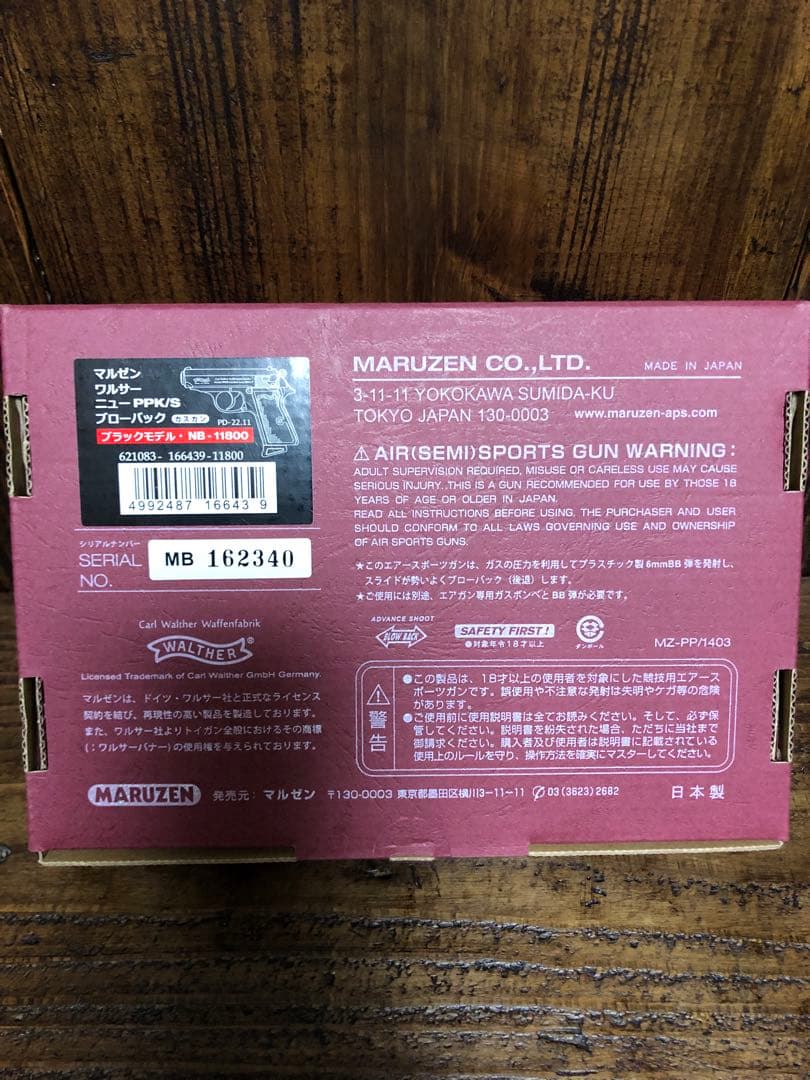 マルゼン
ワルサー
ニューPPK/S
ブローバック ガスガン
PD-22.11
ブラックモデル・NB-11800
621083- 166439-11800
4992487 16643 9
シリアルナンバー
SERIAL NO.
MB 162340
Carl Walther Waffenfabrik
WALTHER®
Licensed Trademark of Carl Walther GmbH Germany.
マルゼンは、ドイツ・ワルサー社と正式なライセンス
契約を結び、再現性の高い製品を製造しております。
また、ワルサー社よりトイガン全般におけるその商標
(：ワルサーバナー)の使用権を与えられております。
MARUZEN CO.,LTD.
MADE IN JAPAN
3-11-11 YOKOKAWA SUMIDA-KU
TOKYO JAPAN 130-0003 www.maruzen-aps.com
⚠ AIR(SEMI)SPORTS GUN WARNING:
ADULT SUPERVISION REQUIRED, MISUSE OR CARELESS USE MAY CAUSE
SERIOUS INJURY,.THIS IS A GUN RECOMMENDED FOR USE BY THOSE 18
YEARS OF AGE OR OLDER IN JAPAN.
READ ALL INSTRUCTIONS BEFORE USING. THE PURCHASER AND USER
SHOULD CONFORM TO ALL LAWS GOVERNING USE AND OWNERSHIP
OF AIR SPORTS GUNS.
★このエアースポーツガンは、ガスの圧力を利用してプラスチック製6mmBB弾を発射し、
スライドが勢いよくブローバック（後退）します。
★ご使用には別途、エアガン専用ガスボンベとBB弾が必要です。
ADVANCE SHOOT
BLOW BACK
SAFETY FIRST!
●対象年令18才以上
ダンボール
MZ-PP/1403
警告
●この製品は、18才以上の使用者を対象にした競技用エアース
ポーツガンです。誤使用や不注意な発射は失明やケガ等の危険
があります。
●ご使用前に使用説明書は全てお読みください。そして、必ず保
管してください。説明書を紛失された場合、ただちに当社まで
御請求ください。購入者及び使用者は説明書に記載されている
使用上のルールを守り、操作方法を確実にマスターしてください。
MARUZEN 発売元：マルゼン 〒130-0003 東京都墨田区横川3-11-11 ✆03(3623)2682 日本製